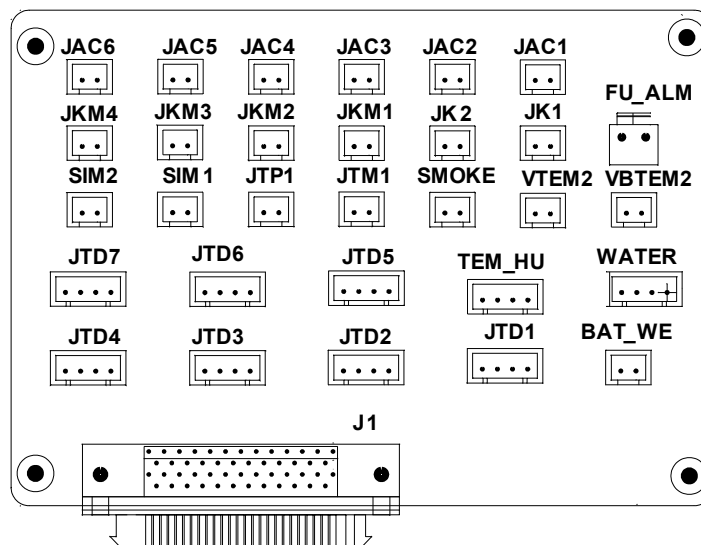 JAC6 JAC5 JAC4 JAC3 JAC2 JAC1
FU_ALM
JKM4 JKM3 JKM2 JKM1 JK2 JK1
SIM2 SIM1 JTP1 JTM1 SMOKE VTEM2 VBTEM2
JTD7 JTD6 JTD5 TEM_HU WATER
JTD4 JTD3 JTD2 JTD1 BAT_WE
J1